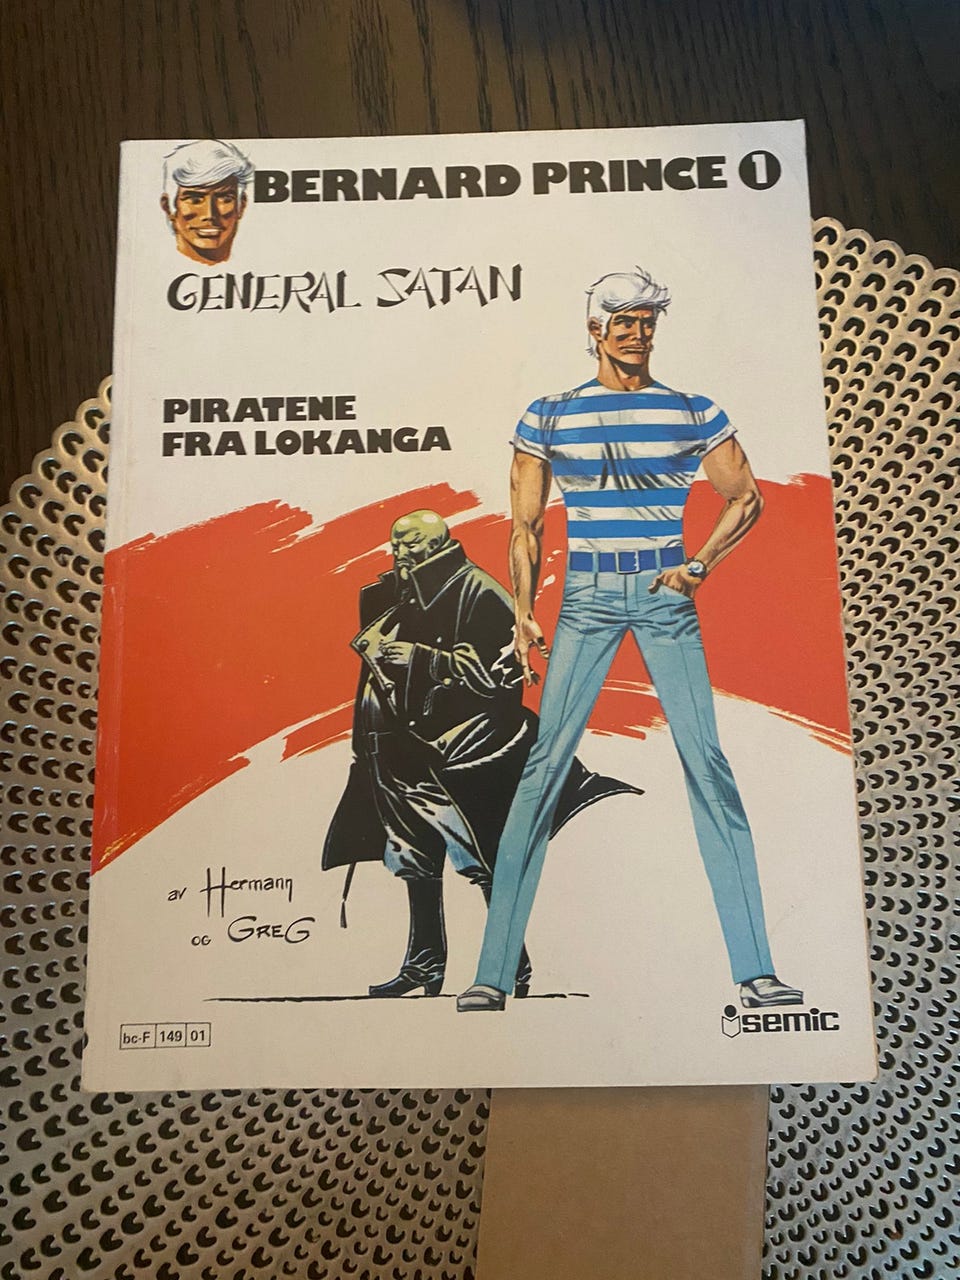 BERNARD PRINCE 1
GENERAL SATAN
PIRATENE
FRA LOKANGA
av Hermann
OG GREG
bc-F 149 01
semic